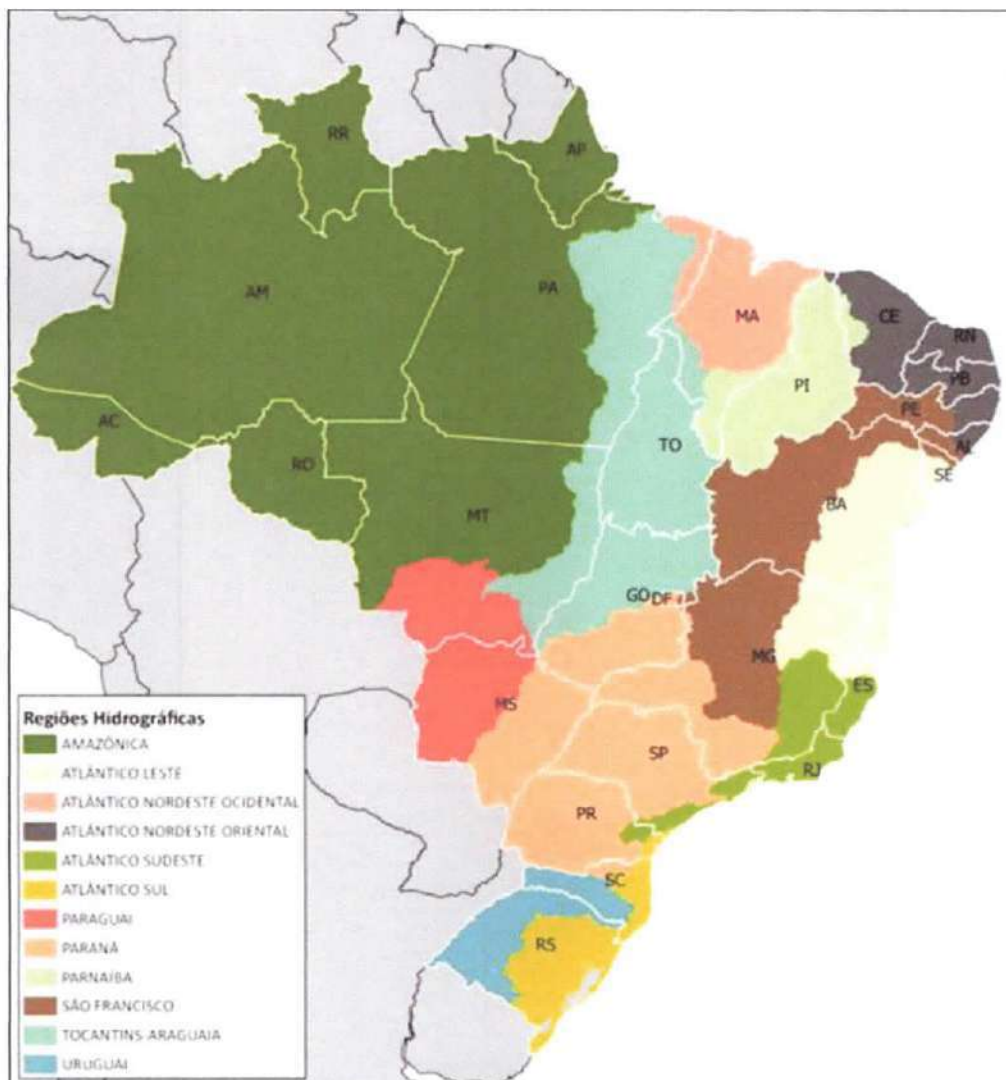 RR
AP
AM
PA
MA
CE
RN
PB
PI
PE
AC
AL
TO
SE
RO
BA
MT
GO
DF
MG
ES
MS
SP
RJ
PR
SC
RS
Regiões Hidrográficas
AMAZÔNICA
ATLÂNTICO LESTE
ATLÂNTICO NORDESTE OCIDENTAL
ATLÂNTICO NORDESTE ORIENTAL
ATLÂNTICO SUDESTE
ATLÂNTICO SUL
PARAGUAI
PARANÁ
PARNAÍBA
SÃO FRANCISCO
TOCANTINS ARAGUAIA
URUGUAI